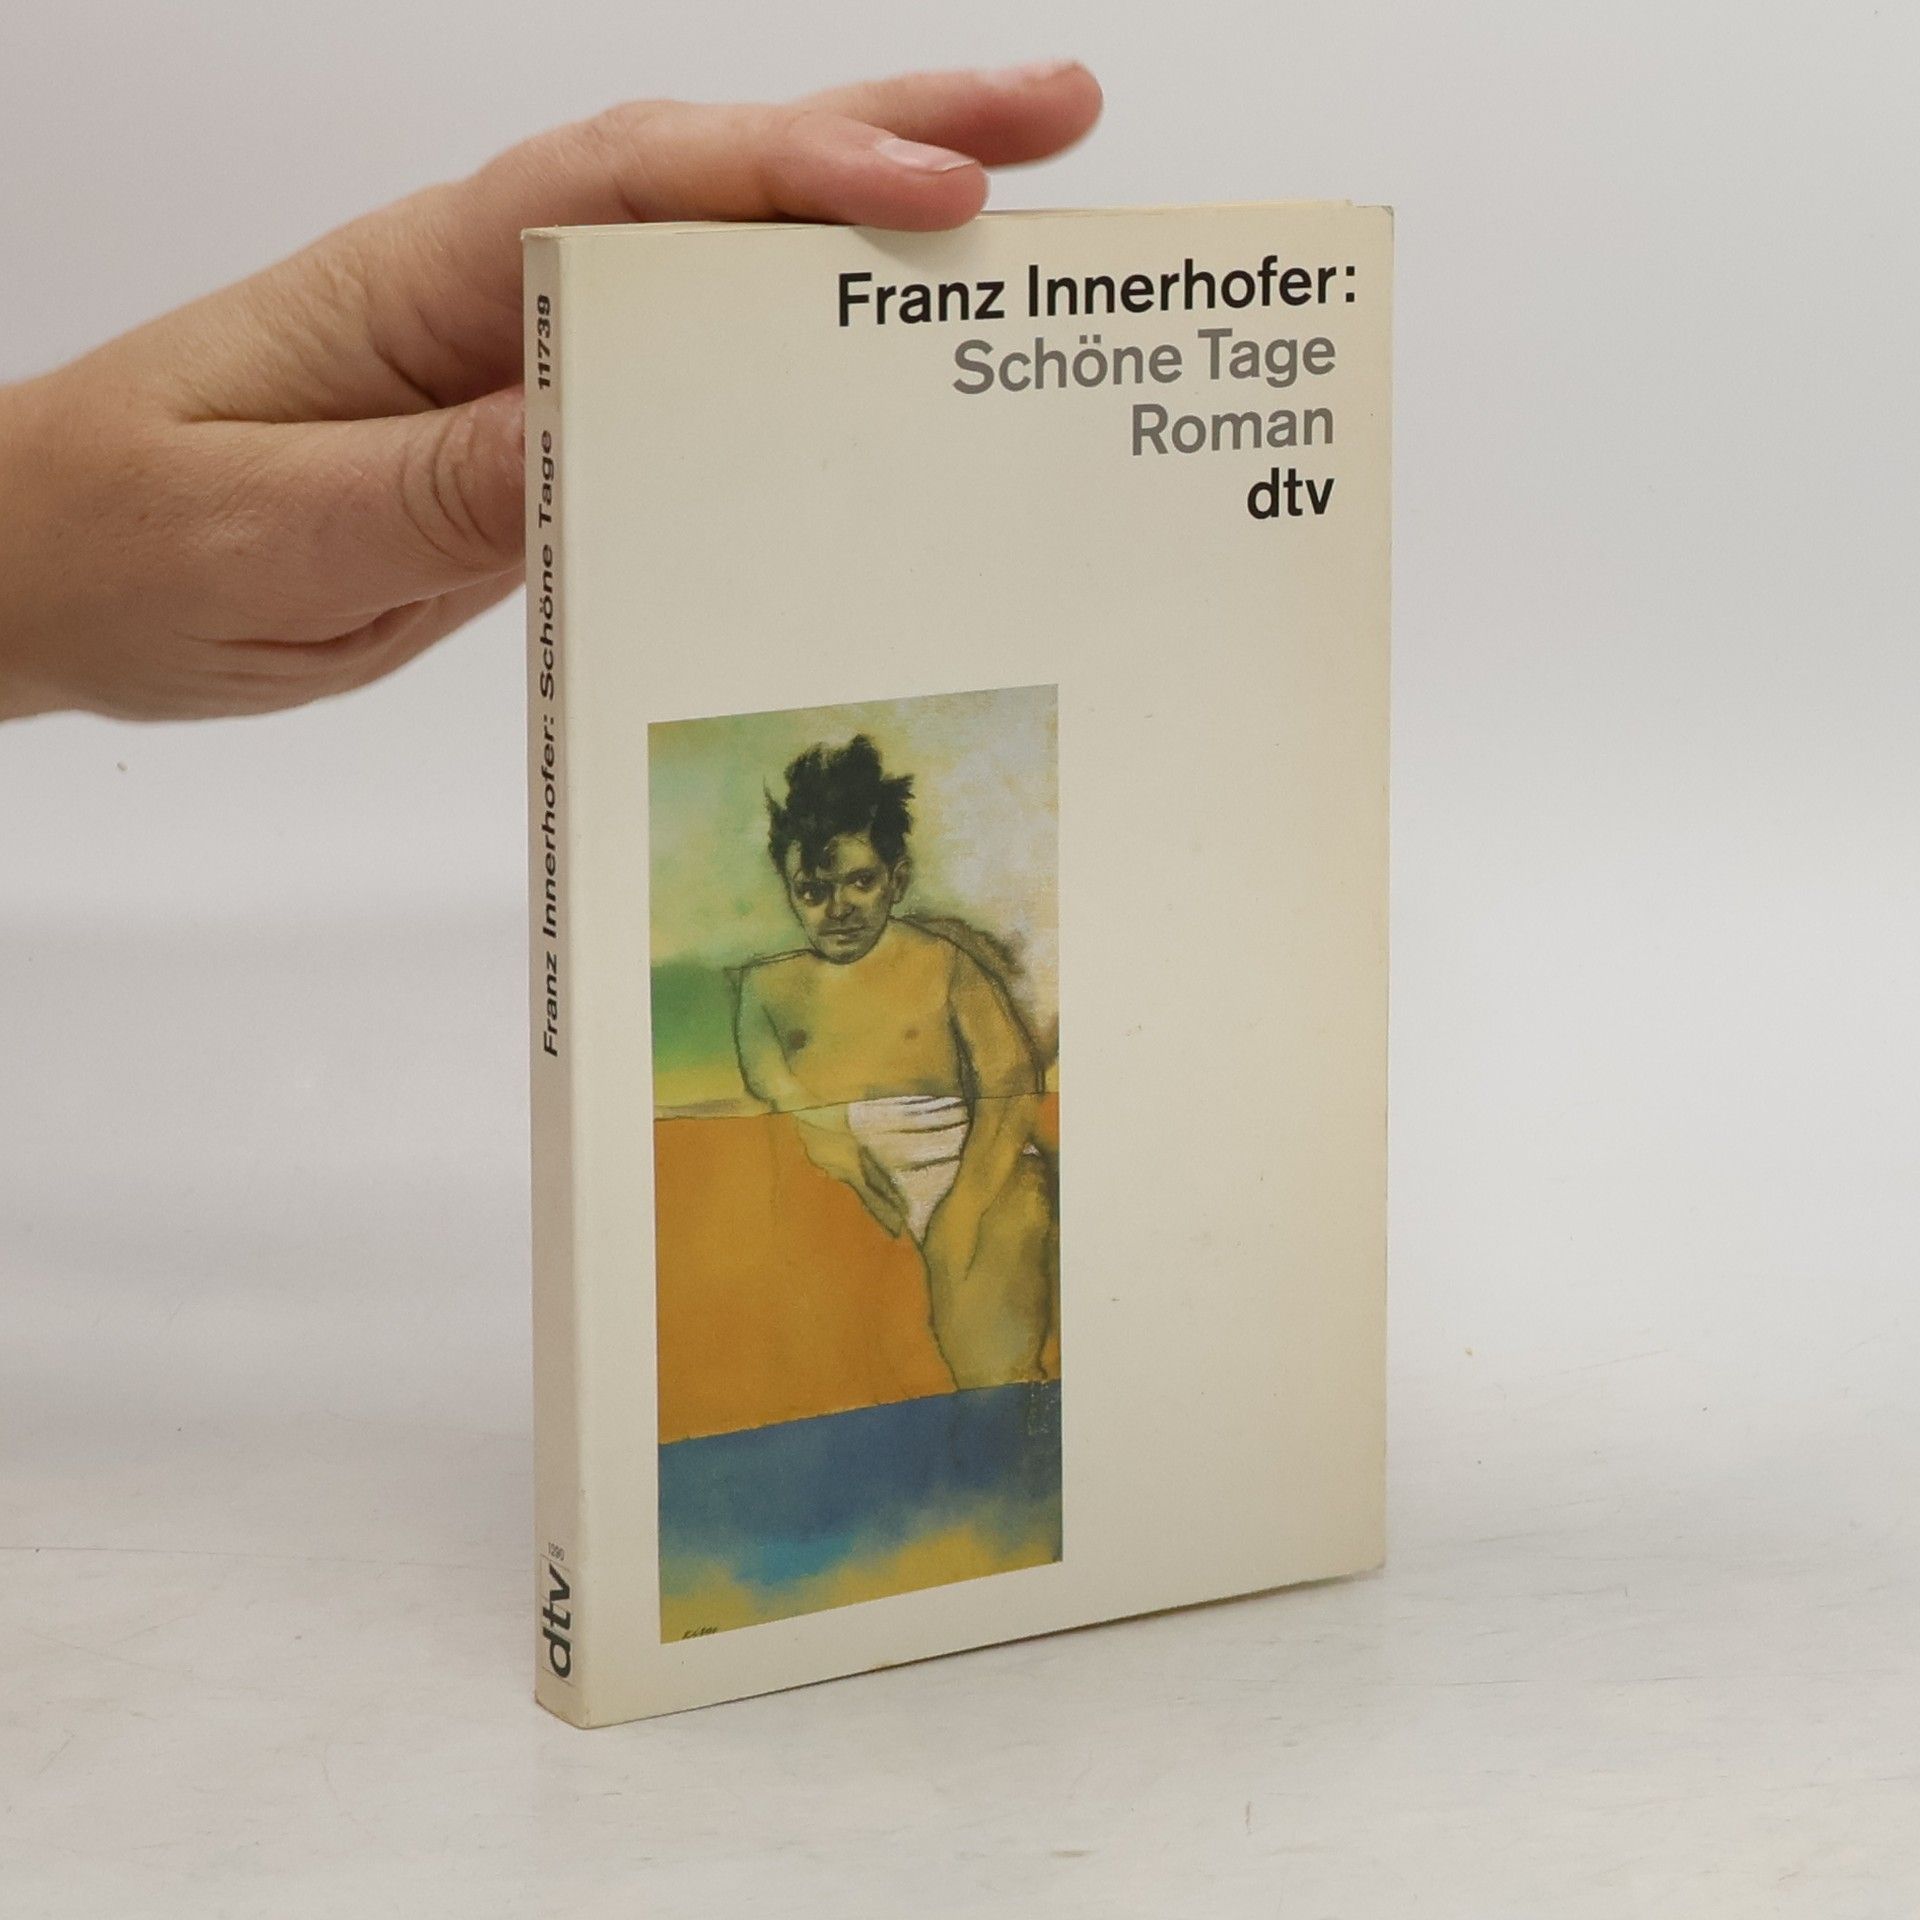 Franz Innerhofer:
Schöne Tage
Roman
dtv
Franz Innerhofer: Schöne Tage 11739
dtv